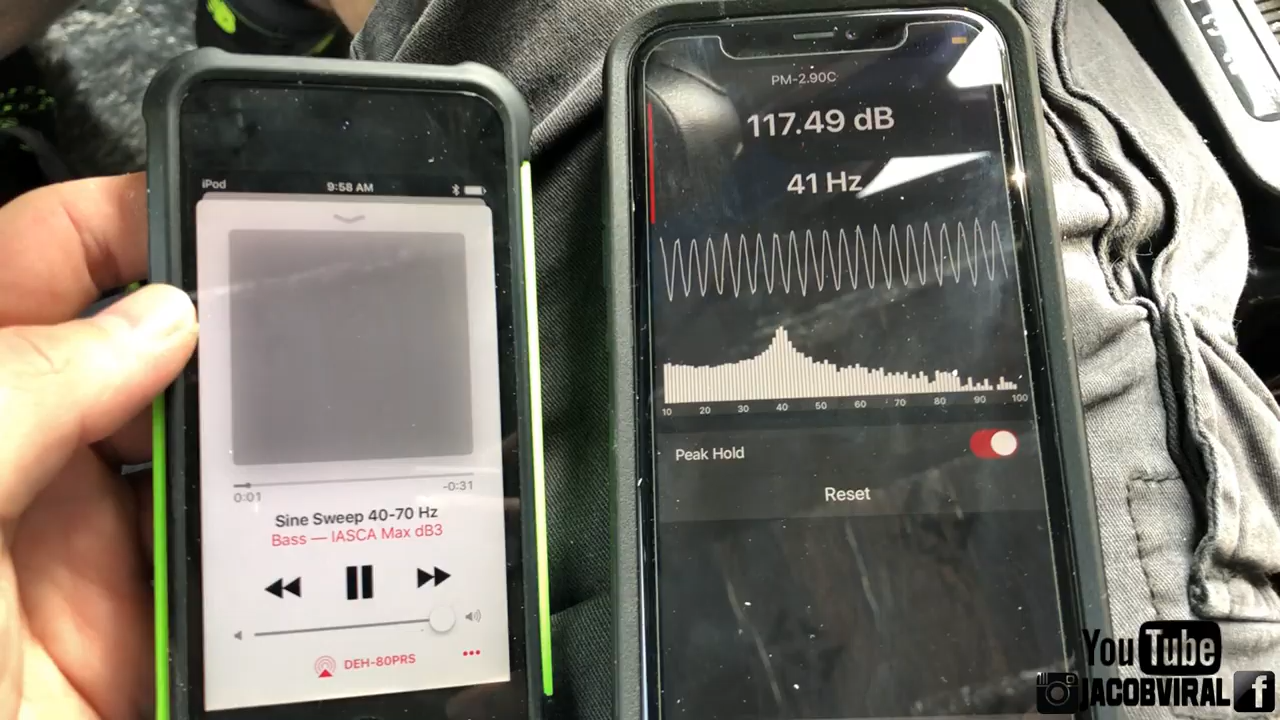 iPod
9:58 AM
0:01
-0:31
Sine Sweep 40-70 Hz
Bass — IASCA Max dB3
DEH-80PRS
PM-2.90C
117.49 dB
41 Hz
10 20 30 40 50 60 70 80 90 100
Peak Hold
Reset
You Tube
JACOBVIRAL
f